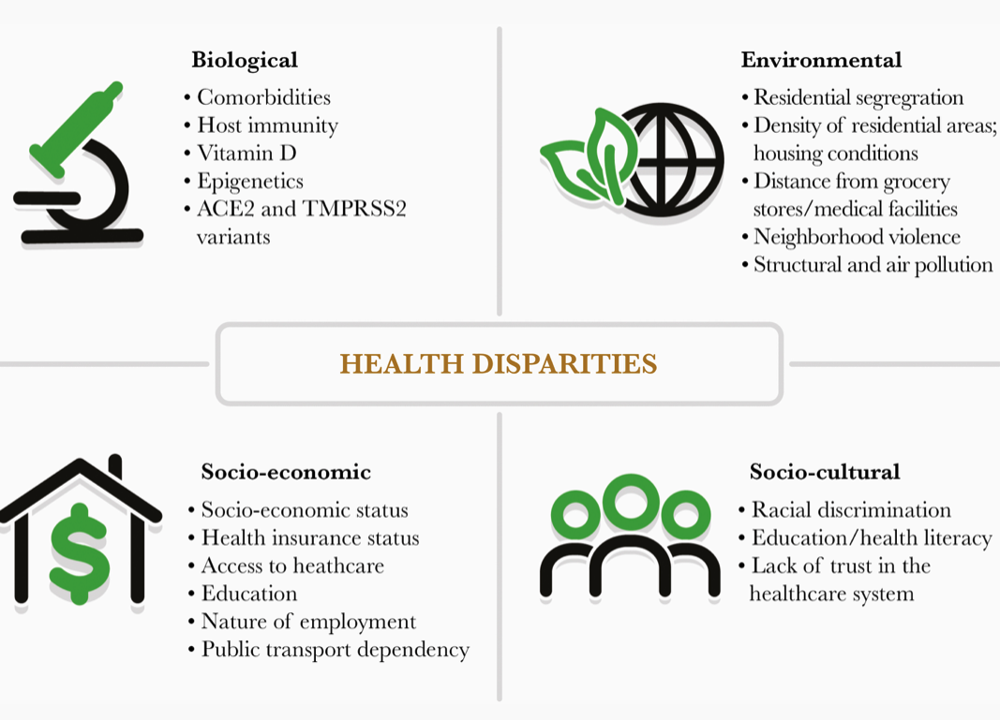 Biological
• Comorbidities
• Host immunity
• Vitamin D
• Epigenetics
• ACE2 and TMPRSS2
variants
Environmental
• Residential segregration
• Density of residential areas;
housing conditions
• Distance from grocery
stores/medical facilities
• Neighborhood violence
• Structural and air pollution
HEALTH DISPARITIES
Socio-economic
• Socio-economic status
• Health insurance status
• Access to heathcare
• Education
• Nature of employment
• Public transport dependency
Socio-cultural
• Racial discrimination
• Education/health literacy
• Lack of trust in the
healthcare system